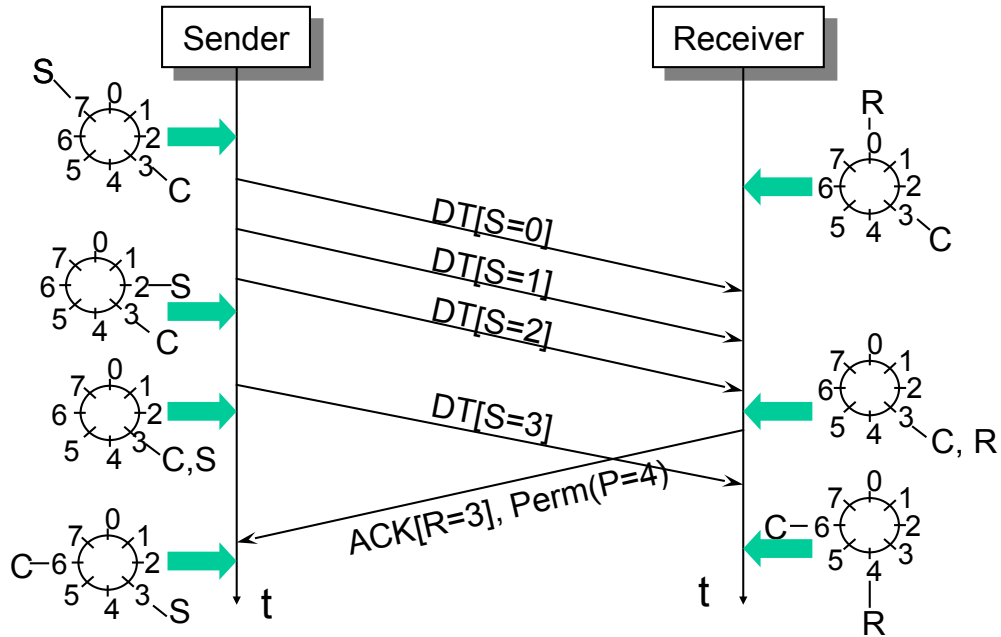 Sender
Receiver
S
0
7 1
6 2
5 3
4
C
R
0
7 1
6 2
5 3
4
C
DT[S=0]
DT[S=1]
DT[S=2]
0
7 1
6 2 S
5 3
4
C
0
7 1
6 2
5 3
4
C,S
DT[S=3]
0
7 1
6 2
5 3
4
C, R
ACK[R=3], Perm(P=4)
0
7 1
C 6 2
5 3
4
S
0
7 1
C 6 2
5 3
4
R
t
t